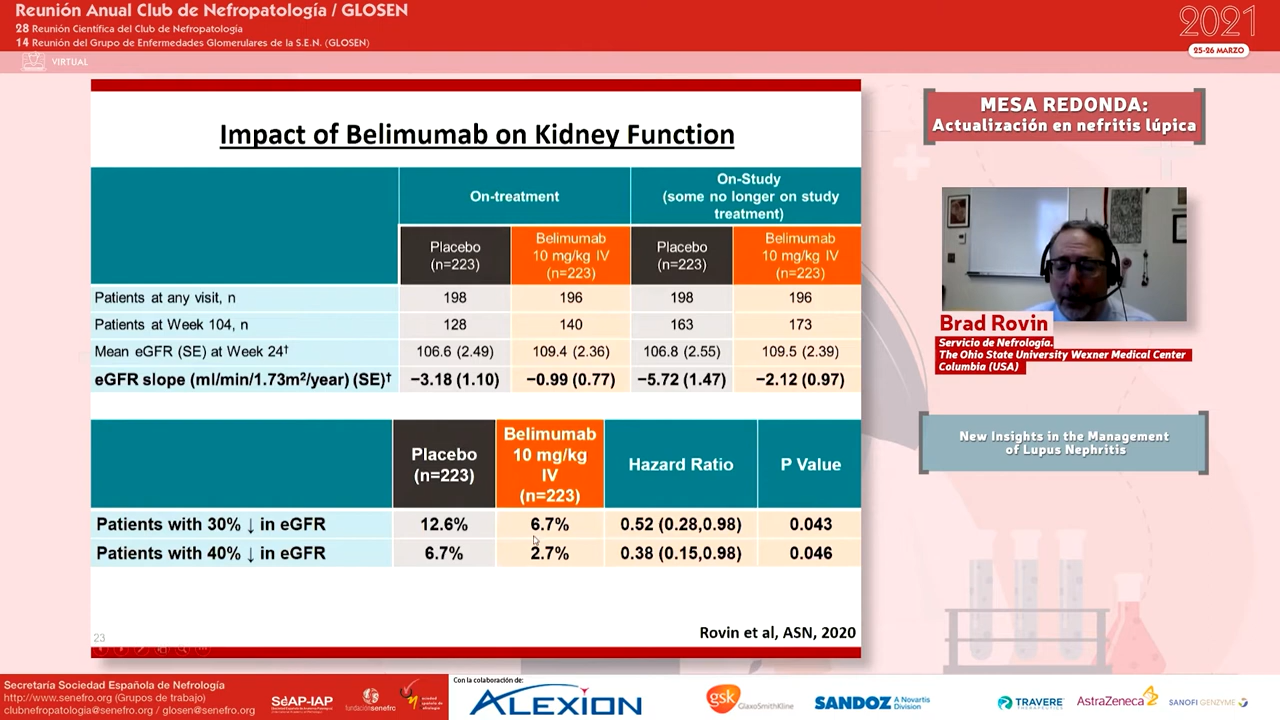 Reunión Anual Club de Nefropatología / GLOSEN
28 Reunión Científica del Club de Nefropatología
14 Reunión del Grupo de Enfermedades Glomerulares de la S.E.N. (GLOSEN)
VIRTUAL
2021
25-26 MARZO
Impact of Belimumab on Kidney Function
On-treatment
On-Study
(some no longer on study
treatment)
Placebo
(n=223)
Belimumab
10 mg/kg IV
(n=223)
Placebo
(n=223)
Belimumab
10 mg/kg IV
(n=223)
Patients at any visit, n 198 196 198 196
Patients at Week 104, n 128 140 163 173
Mean eGFR (SE) at Week 24† 106.6 (2.49) 109.4 (2.36) 106.8 (2.55) 109.5 (2.39)
eGFR slope (ml/min/1.73m²/year) (SE)† −3.18 (1.10) −0.99 (0.77) −5.72 (1.47) −2.12 (0.97)
Placebo
(n=223)
Belimumab
10 mg/kg
IV
(n=223)
Hazard Ratio
P Value
Patients with 30% ↓ in eGFR 12.6% 6.7% 0.52 (0.28,0.98) 0.043
Patients with 40% ↓ in eGFR 6.7% 2.7% 0.38 (0.15,0.98) 0.046
23
Rovin et al, ASN, 2020
MESA REDONDA:
Actualización en nefritis lúpica
Brad Rovin
Servicio de Nefrología.
The Ohio State University Wexner Medical Center
Columbia (USA)
New Insights in the Management
of Lupus Nephritis
Secretaría Sociedad Española de Nefrología
http://www.senefro.org (Grupos de trabajo)
clubnefropatologia@senefro.org / glosen@senefro.org
SEAP-IAP
fundaciónsenefro
Con la colaboración de:
ALEXION
gsk
GlaxoSmithKline
SANDOZ
A Novartis
Division
TRAVERE
THERAPEUTICS
AstraZeneca
SANOFI GENZYME